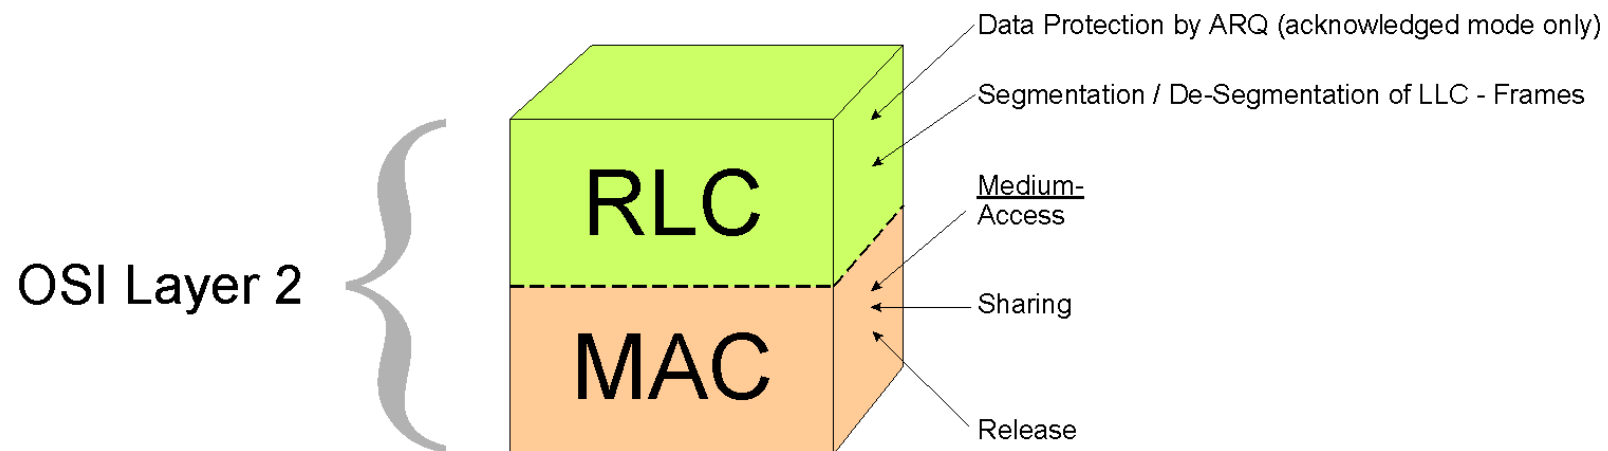 Data Protection by ARQ (acknowledged mode only)
Segmentation / De-Segmentation of LLC - Frames
RLC
Medium-
Access
OSI Layer 2
Sharing
MAC
Release